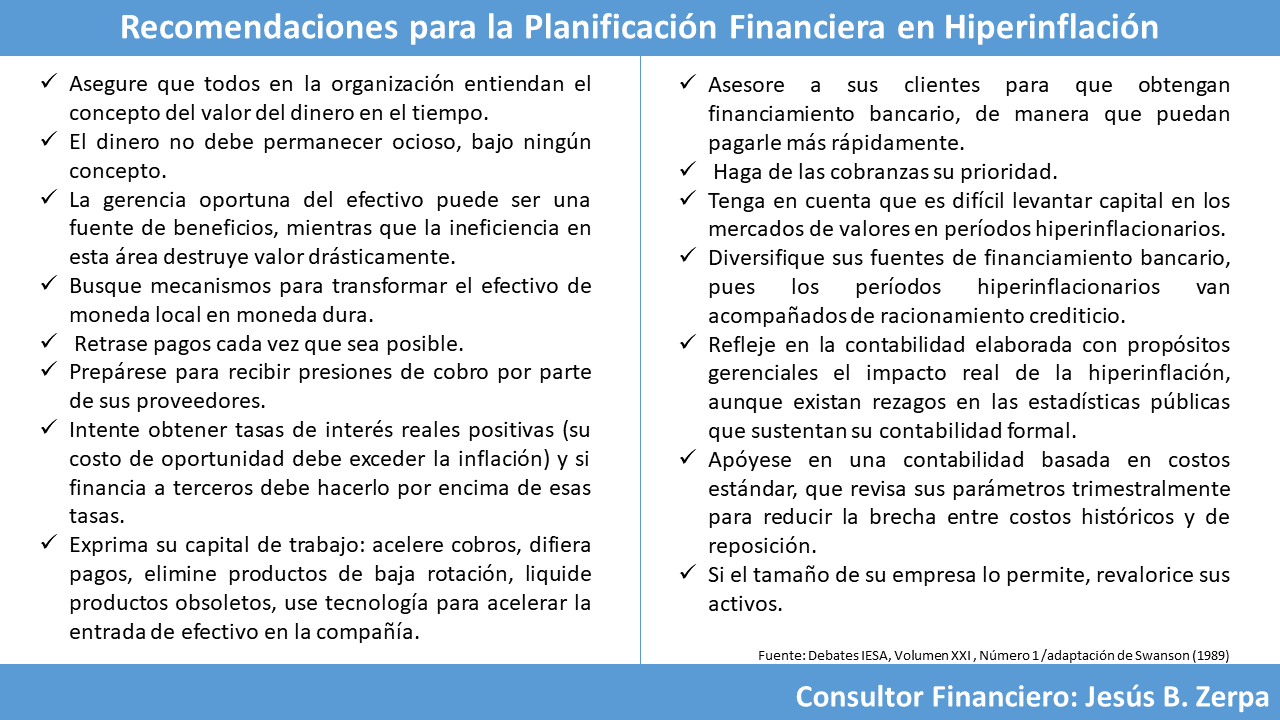 Recomendaciones para la Planificación Financiera en Hiperinflación
✓ Asegure que todos en la organización entiendan el
concepto del valor del dinero en el tiempo.
✓ El dinero no debe permanecer ocioso, bajo ningún
concepto.
✓ La gerencia oportuna del efectivo puede ser una
fuente de beneficios, mientras que la ineficiencia en
esta área destruye valor drásticamente.
✓ Busque mecanismos para transformar el efectivo de
moneda local en moneda dura.
✓ Retrase pagos cada vez que sea posible.
✓ Prepárese para recibir presiones de cobro por parte
de sus proveedores.
✓ Intente obtener tasas de interés reales positivas (su
costo de oportunidad debe exceder la inflación) y si
financia a terceros debe hacerlo por encima de esas
tasas.
✓ Exprima su capital de trabajo: acelere cobros, difiera
pagos, elimine productos de baja rotación, liquide
productos obsoletos, use tecnología para acelerar la
entrada de efectivo en la compañía.
✓ Asesore a sus clientes para que obtengan
financiamiento bancario, de manera que puedan
pagarle más rápidamente.
✓ Haga de las cobranzas su prioridad.
✓ Tenga en cuenta que es difícil levantar capital en los
mercados de valores en períodos hiperinflacionarios.
✓ Diversifique sus fuentes de financiamiento bancario,
pues los períodos hiperinflacionarios van
acompañados de racionamiento crediticio.
✓ Refleje en la contabilidad elaborada con propósitos
gerenciales el impacto real de la hiperinflación,
aunque existan rezagos en las estadísticas públicas
que sustentan su contabilidad formal.
✓ Apóyese en una contabilidad basada en costos
estándar, que revisa sus parámetros trimestralmente
para reducir la brecha entre costos históricos y de
reposición.
✓ Si el tamaño de su empresa lo permite, revalorice sus
activos.
Fuente: Debates IESA, Volumen XXI , Número 1/adaptación de Swanson (1989)
Consultor Financiero: Jesús B. Zerpa